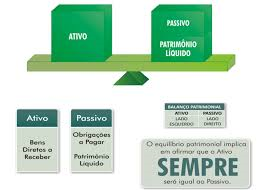 ATIVO
PASSIVO
PATRIMÔNIO
LÍQUIDO
Ativo
Bens
Direitos a
Receber
Passivo
Obrigações
a Pagar
Patrimônio
Líquido
BALANÇO PATRIMONIAL
ATIVO
LADO
ESQUERDO
PASSIVO
LADO
DIREITO
O equilíbrio patrimonial implica
em afirmar que o Ativo
SEMPRE
será igual ao Passivo.